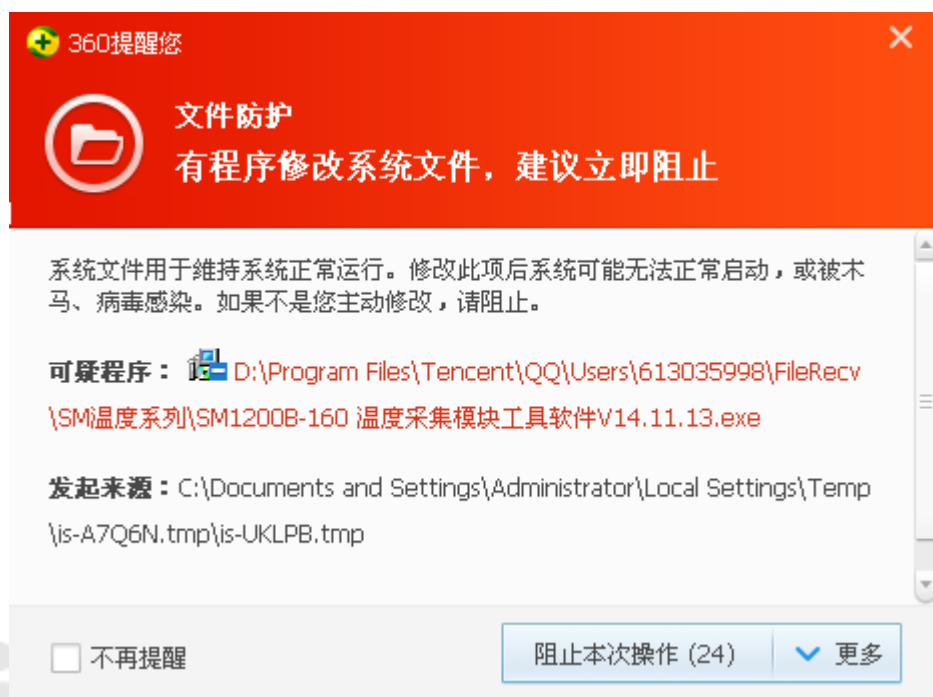 360提醒您
文件防护
有程序修改系统文件，建议立即阻止
系统文件用于维持系统正常运行。修改此项后系统可能无法正常启动，或被木
马、病毒感染。如果不是您主动修改，请阻止。
可疑程序： D:\Program Files\Tencent\QQ\Users\613035998\FileRecv
\SM温度系列\SM1200B-160 温度采集模块工具软件V14.11.13.exe
发起来源：C:\Documents and Settings\Administrator\Local Settings\Temp
\is-A7Q6N.tmp\is-UKLPB.tmp
不再提醒
阻止本次操作 (24)
更多